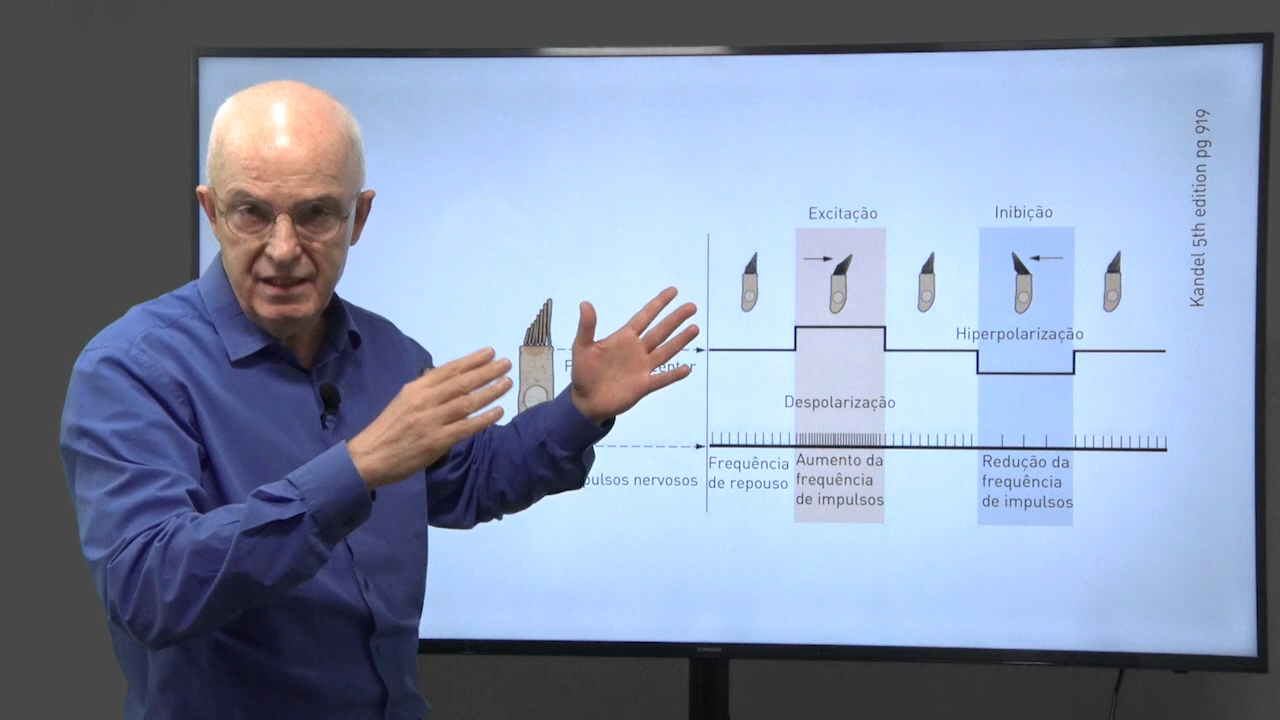 Kandel 5th edition pg 919
Excitação
Inibição
Hiperpolarização
Despolarização
nervosos
Frequência
de repouso
Aumento da
frequência
de impulsos
Redução da
frequência
de impulsos